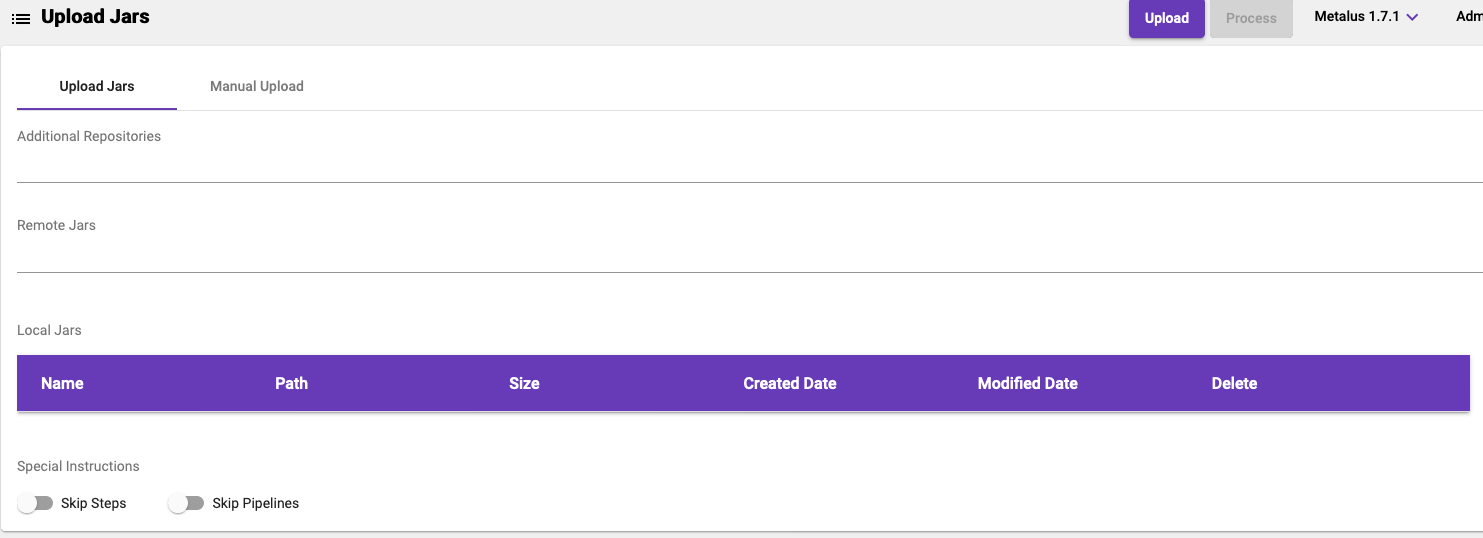 Upload Jars
Upload
Process
Metalus 1.7.1
Upload Jars
Manual Upload
Additional Repositories
Remote Jars
Local Jars
Name Path Size Created Date Modified Date Delete
Special Instructions
Skip Steps
Skip Pipelines